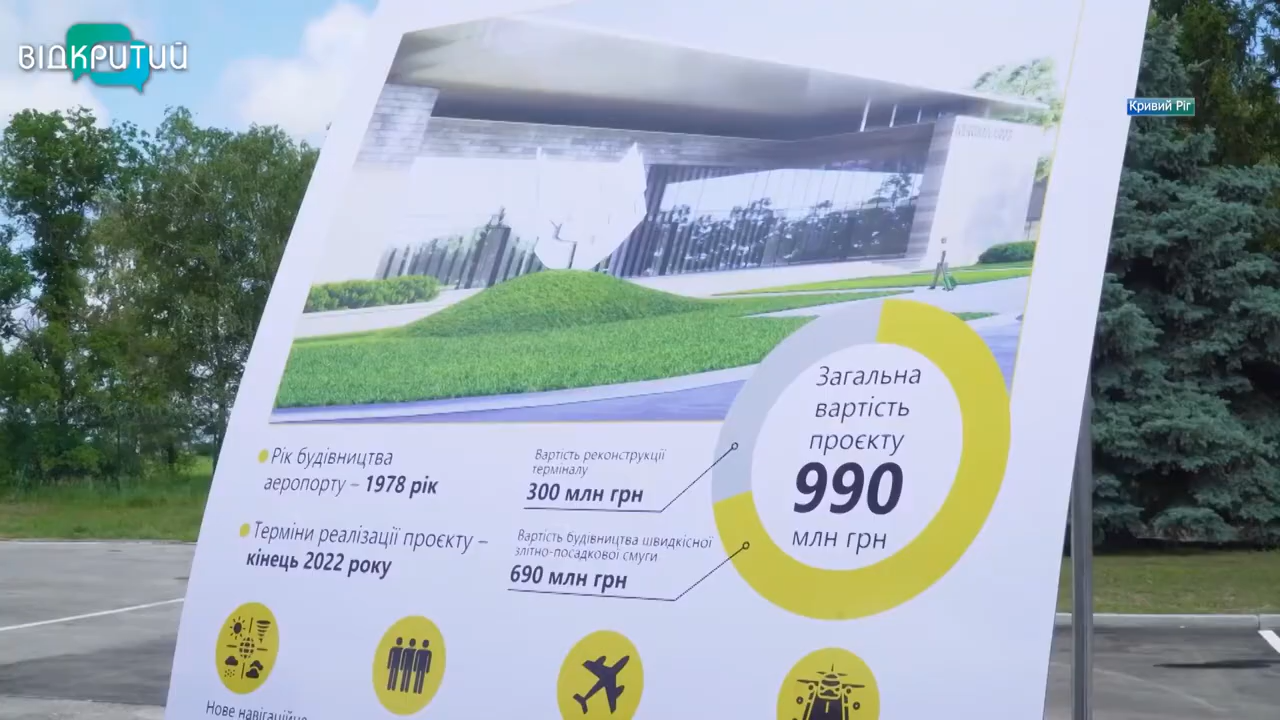 ВІДКРИТИЙ
Кривий Ріг
Загальна
вартість
проєкту
990
млн грн
Рік будівництва
аеропорту – 1978 рік
Терміни реалізації проєкту –
кінець 2022 року
Вартість реконструкції
терміналу
300 млн грн
Вартість будівництва швидкісної
злітно-посадкової смуги
690 млн грн
Нове навігаційне